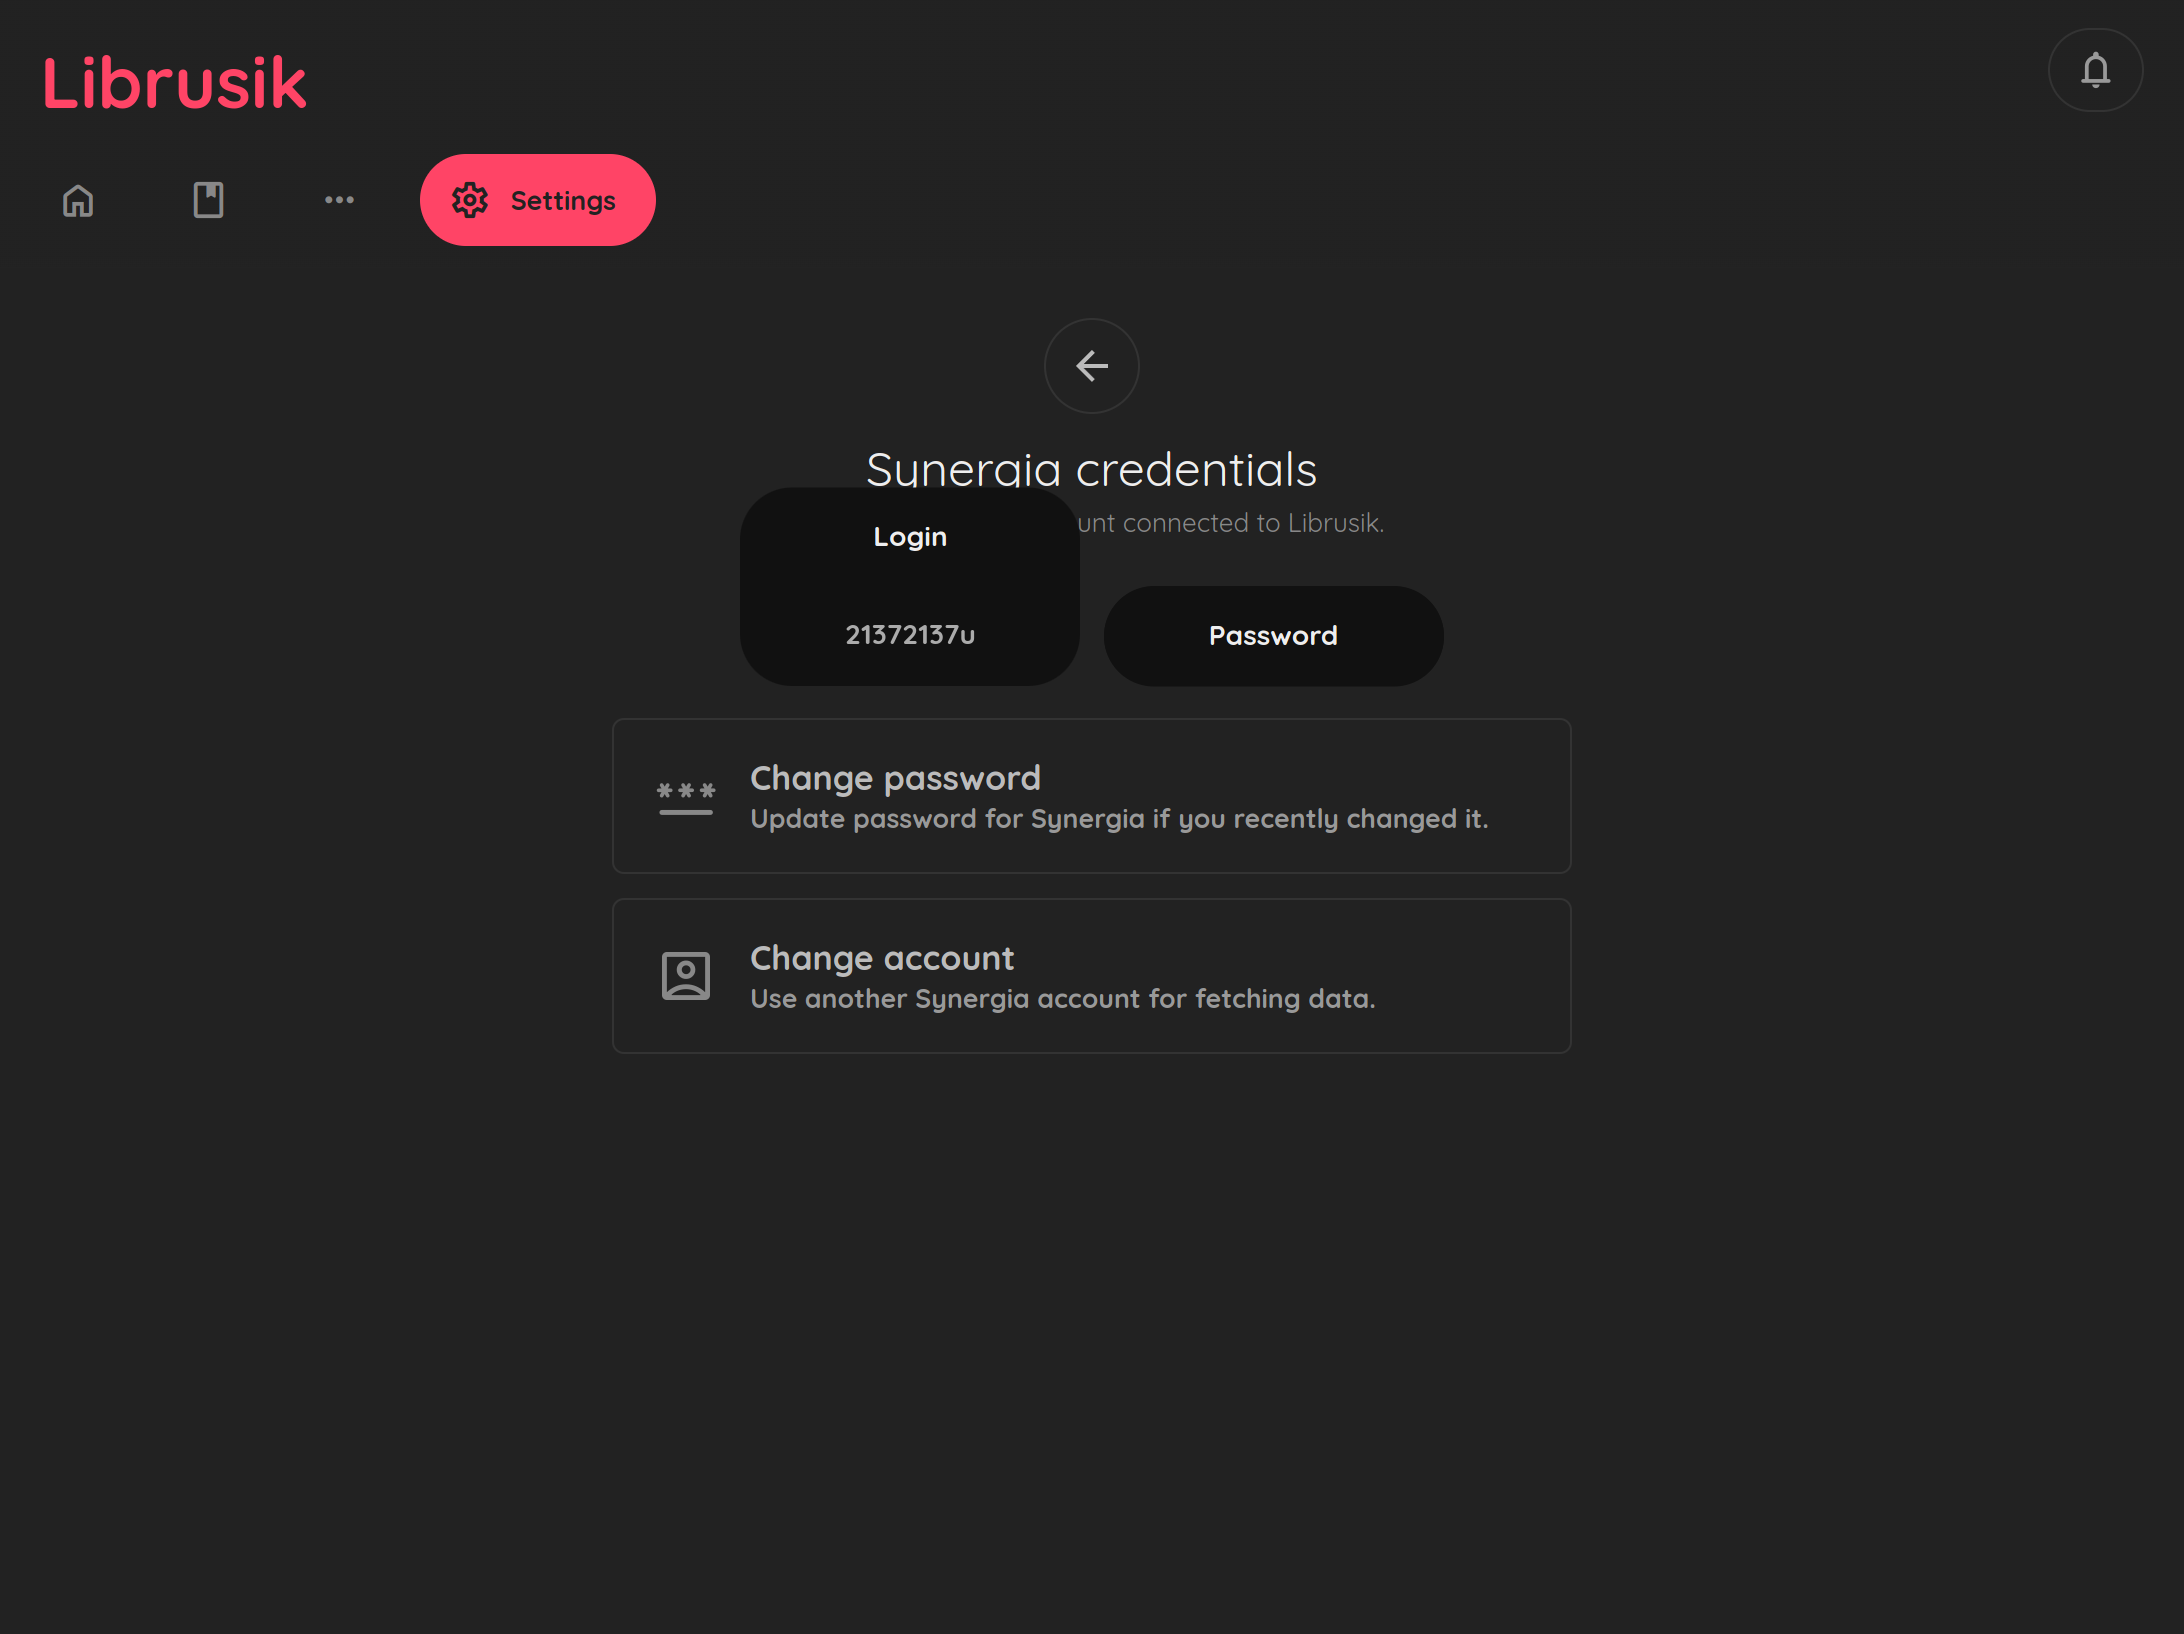 Librusik
Settings
Synergia credentials
unt connected to Librusik.
Login
21372137u
Password
Change password
Update password for Synergia if you recently changed it.
Change account
Use another Synergia account for fetching data.